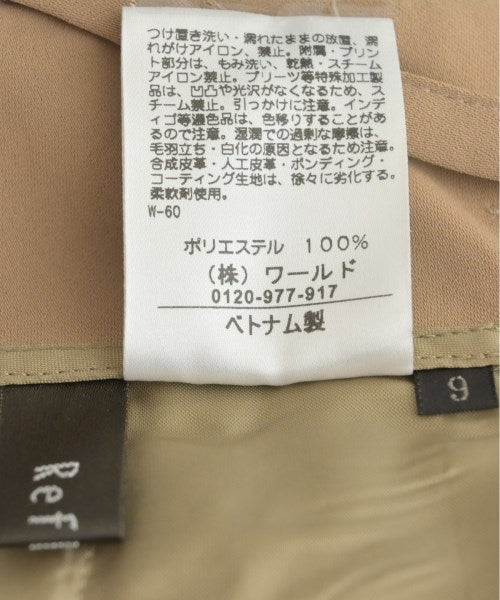 つけ置き洗い・濡れたままの放置、濡
れがけアイロン、禁止。附属・プリン
ト部分は、もみ洗い、乾熱・スチーム
アイロン禁止。プリーツ等特殊加工製
品は、凹凸や光沢がなくなるため、ス
チーム禁止。引っかけに注意。インデ
ィゴ等濃色品は、色移りすることがあ
るので注意。湿潤での過剰な摩擦は、
毛羽立ち・白化の原因となるため注意。
合成皮革・人工皮革・ボンディング・
コーティング生地は、徐々に劣化する。
柔軟剤使用。
W-60
ポリエステル 100%
(株)ワールド
0120-977-917
ベトナム製
9
Ref